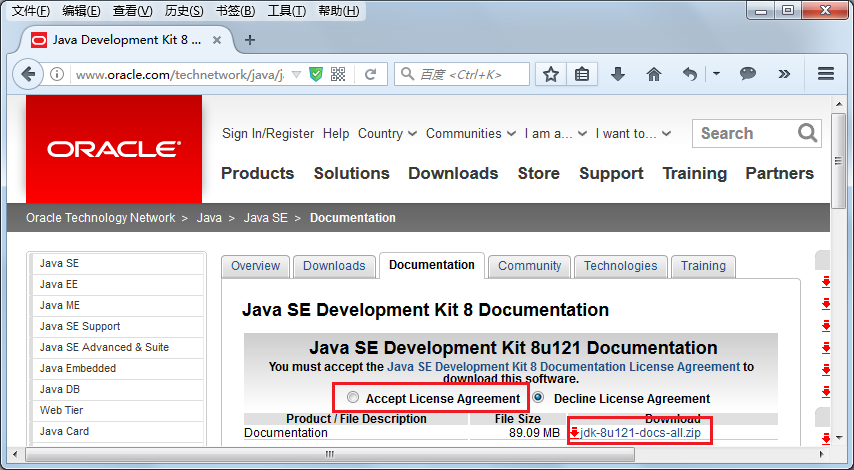 文件(F) 编辑(E) 查看(V) 历史(S) 书签(B) 工具(T) 帮助(H)
Java Development Kit 8 ...
www.oracle.com/technetwork/java/j
百度 <Ctrl+K>
ORACLE
Sign In/Register Help Country Communities I am a... I want to... Search
Products Solutions Downloads Store Support Training Partners
Oracle Technology Network > Java > Java SE > Documentation
Java SE
Java EE
Java ME
Java SE Support
Java SE Advanced & Suite
Java Embedded
Java DB
Web Tier
Java Card
Overview Downloads Documentation Community Technologies Training
Java SE Development Kit 8 Documentation
Java SE Development Kit 8u121 Documentation
You must accept the Java SE Development Kit 8 Documentation License Agreement to
download this software.
Accept License Agreement Decline License Agreement
Product / File Description File Size Download
Documentation 89.09 MB jdk-8u121-docs-all.zip